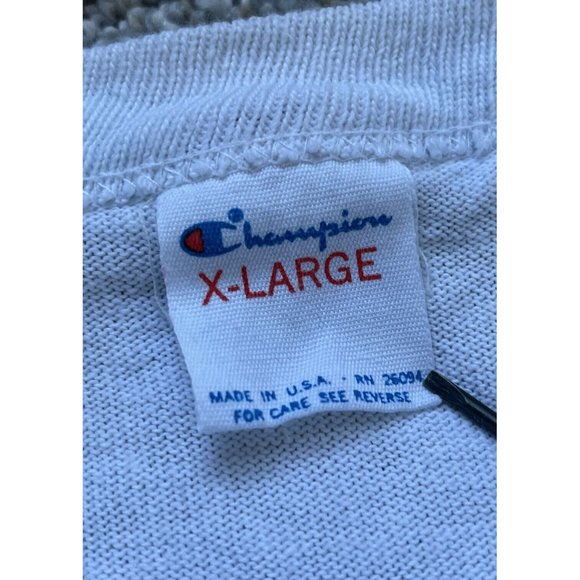 Champion
X-LARGE
MADE IN U.S.A. · RN 26094
FOR CARE SEE REVERSE